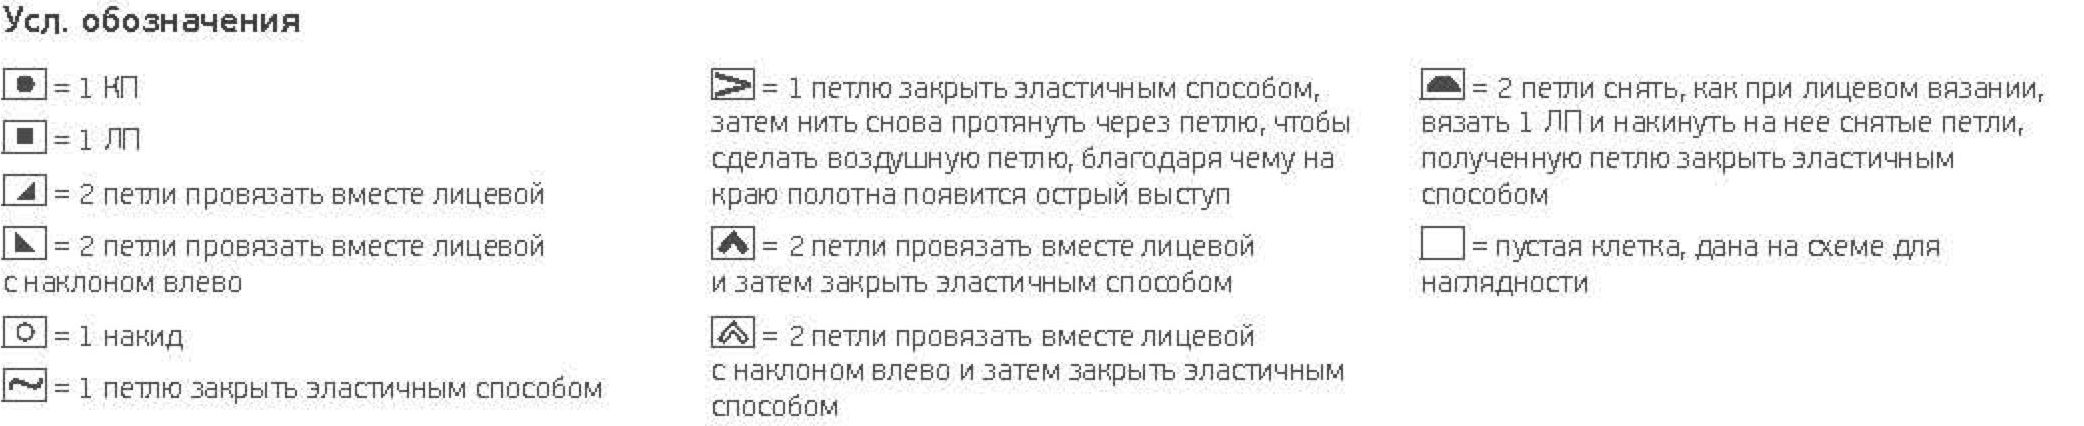 Усл. обозначения
= 1 КП
= 1 ЛП
= 2 петли провязать вместе лицевой
= 2 петли провязать вместе лицевой
с наклоном влево
= 1 накид
= 1 петлю закрыть эластичным способом
= 1 петлю закрыть эластичным способом,
затем нить снова протянуть через петлю, чтобы
сделать воздушную петлю, благодаря чему на
краю полотна появится острый выступ
= 2 петли провязать вместе лицевой
и затем закрыть эластичным способом
= 2 петли провязать вместе лицевой
с наклоном влево и затем закрыть эластичным
способом
= 2 петли снять, как при лицевом вязании,
вязать 1 ЛП и накинуть на нее снятые петли,
полученную петлю закрыть эластичным
способом
= пустая клетка, дана на схеме для
наглядности